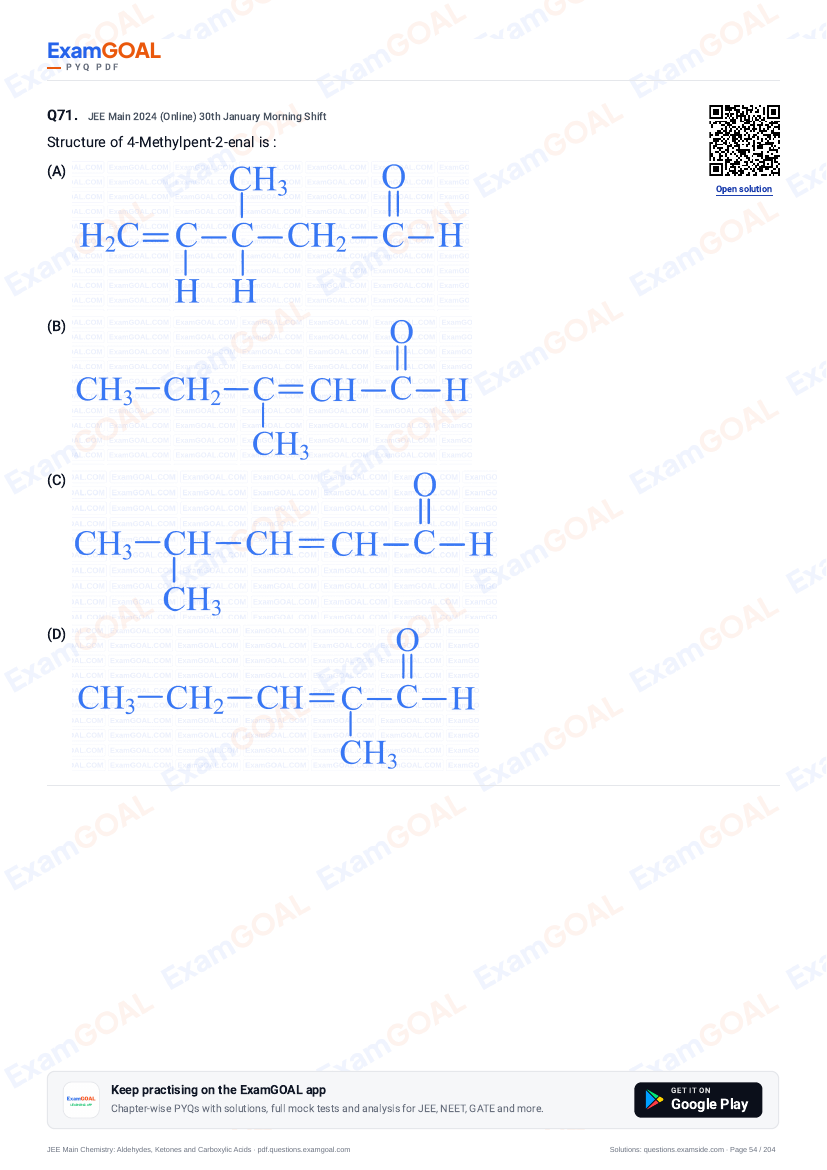 ExamGOAL
PYQ PDF
Q71. JEE Main 2024 (Online) 30th January Morning Shift
Structure of 4-Methylpent-2-enal is :
Open solution
(A)
CH3 O
H2C=C—C—CH2—C—H
H H
(B)
O
CH3—CH2—C=CH—C—H
CH3
(C)
O
CH3—CH—CH=CH—C—H
CH3
(D)
O
CH3—CH2—CH=C—C—H
CH3
Keep practising on the ExamGOAL app
Chapter-wise PYQs with solutions, full mock tests and analysis for JEE, NEET, GATE and more.
GET IT ON
Google Play
JEE Main Chemistry: Aldehydes, Ketones and Carboxylic Acids · pdf.questions.examgoal.com
Solutions: questions.examside.com · Page 54 / 204